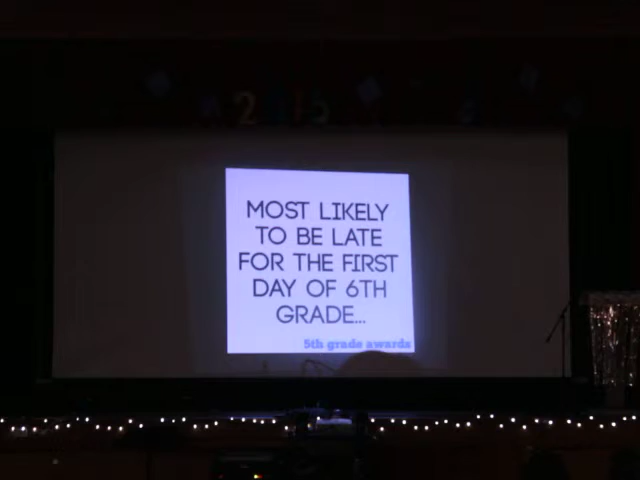 2015
MOST LIKELY
TO BE LATE
FOR THE FIRST
DAY OF 6TH
GRADE...
5th grade awards